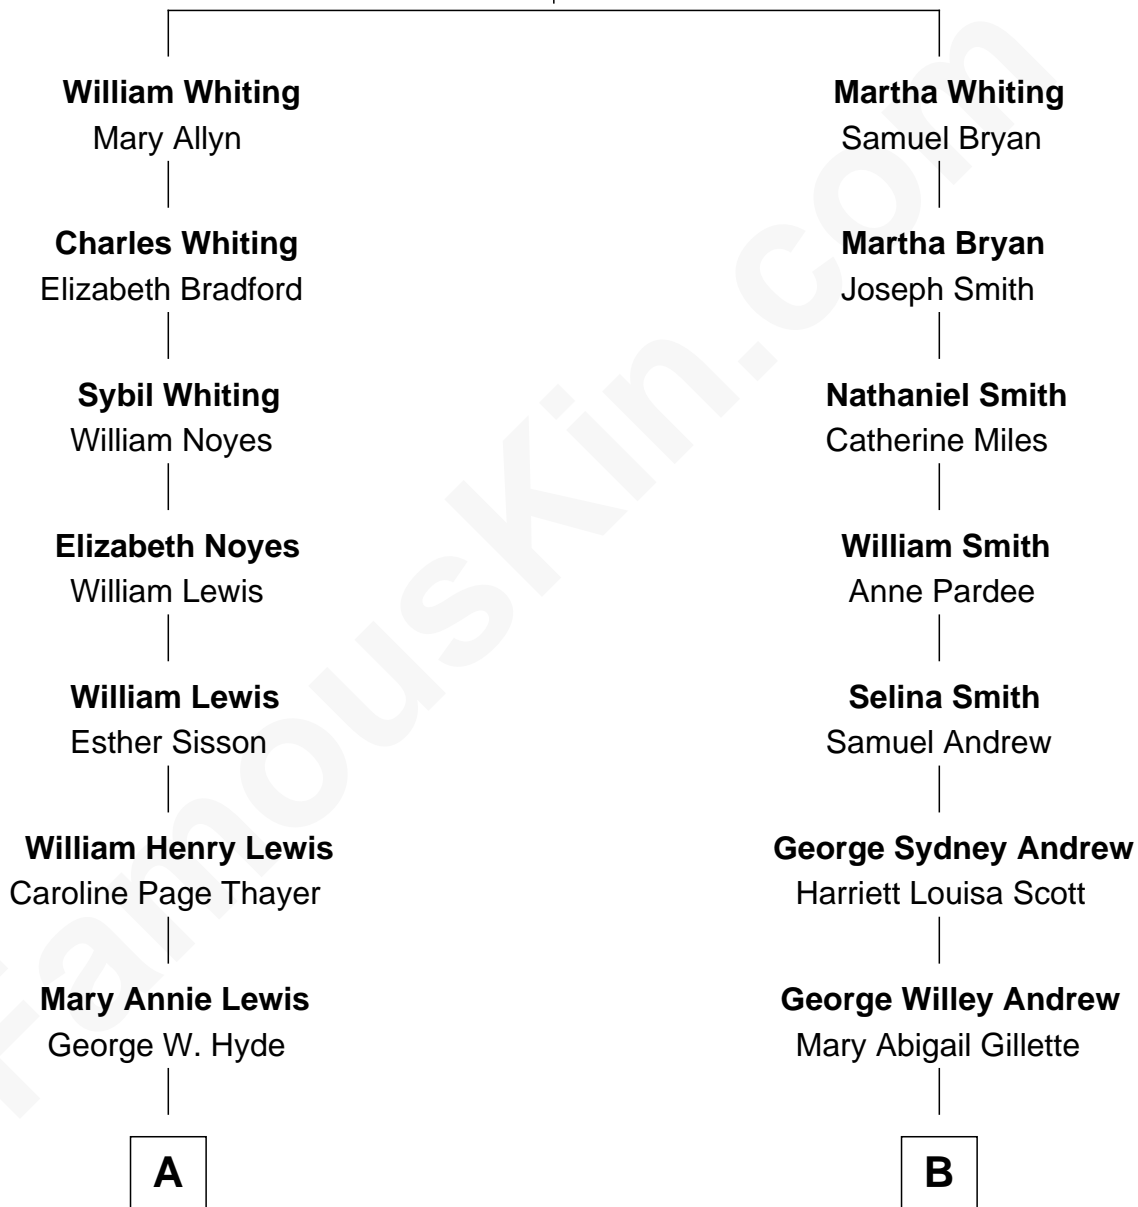 William Whiting
Mary Allyn
Charles Whiting
Elizabeth Bradford
Sybil Whiting
William Noyes
Elizabeth Noyes
William Lewis
William Lewis
Esther Sisson
William Henry Lewis
Caroline Page Thayer
Mary Annie Lewis
George W. Hyde
A
Martha Whiting
Samuel Bryan
Martha Bryan
Joseph Smith
Nathaniel Smith
Catherine Miles
William Smith
Anne Pardee
Selina Smith
Samuel Andrew
George Sydney Andrew
Harriett Louisa Scott
George Willey Andrew
Mary Abigail Gillette
B
FamousKin.com